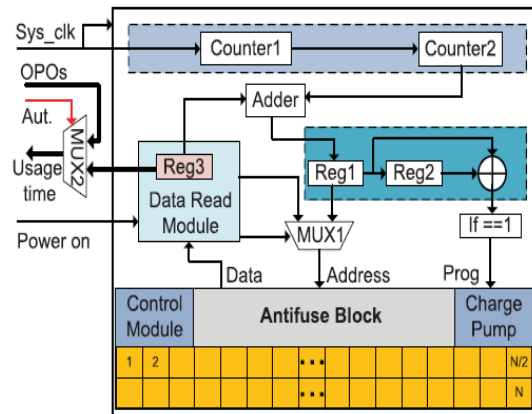 Sys_clk
Counter1
Counter2
OPOs
Aut.
MUX2
Usage
time
Adder
Reg3
Data Read
Module
Reg1
Reg2
Power on
MUX1
If ==1
Data
Address
Prog
Control
Module
Antifuse Block
Charge
Pump
1 2 ... N/2
... N